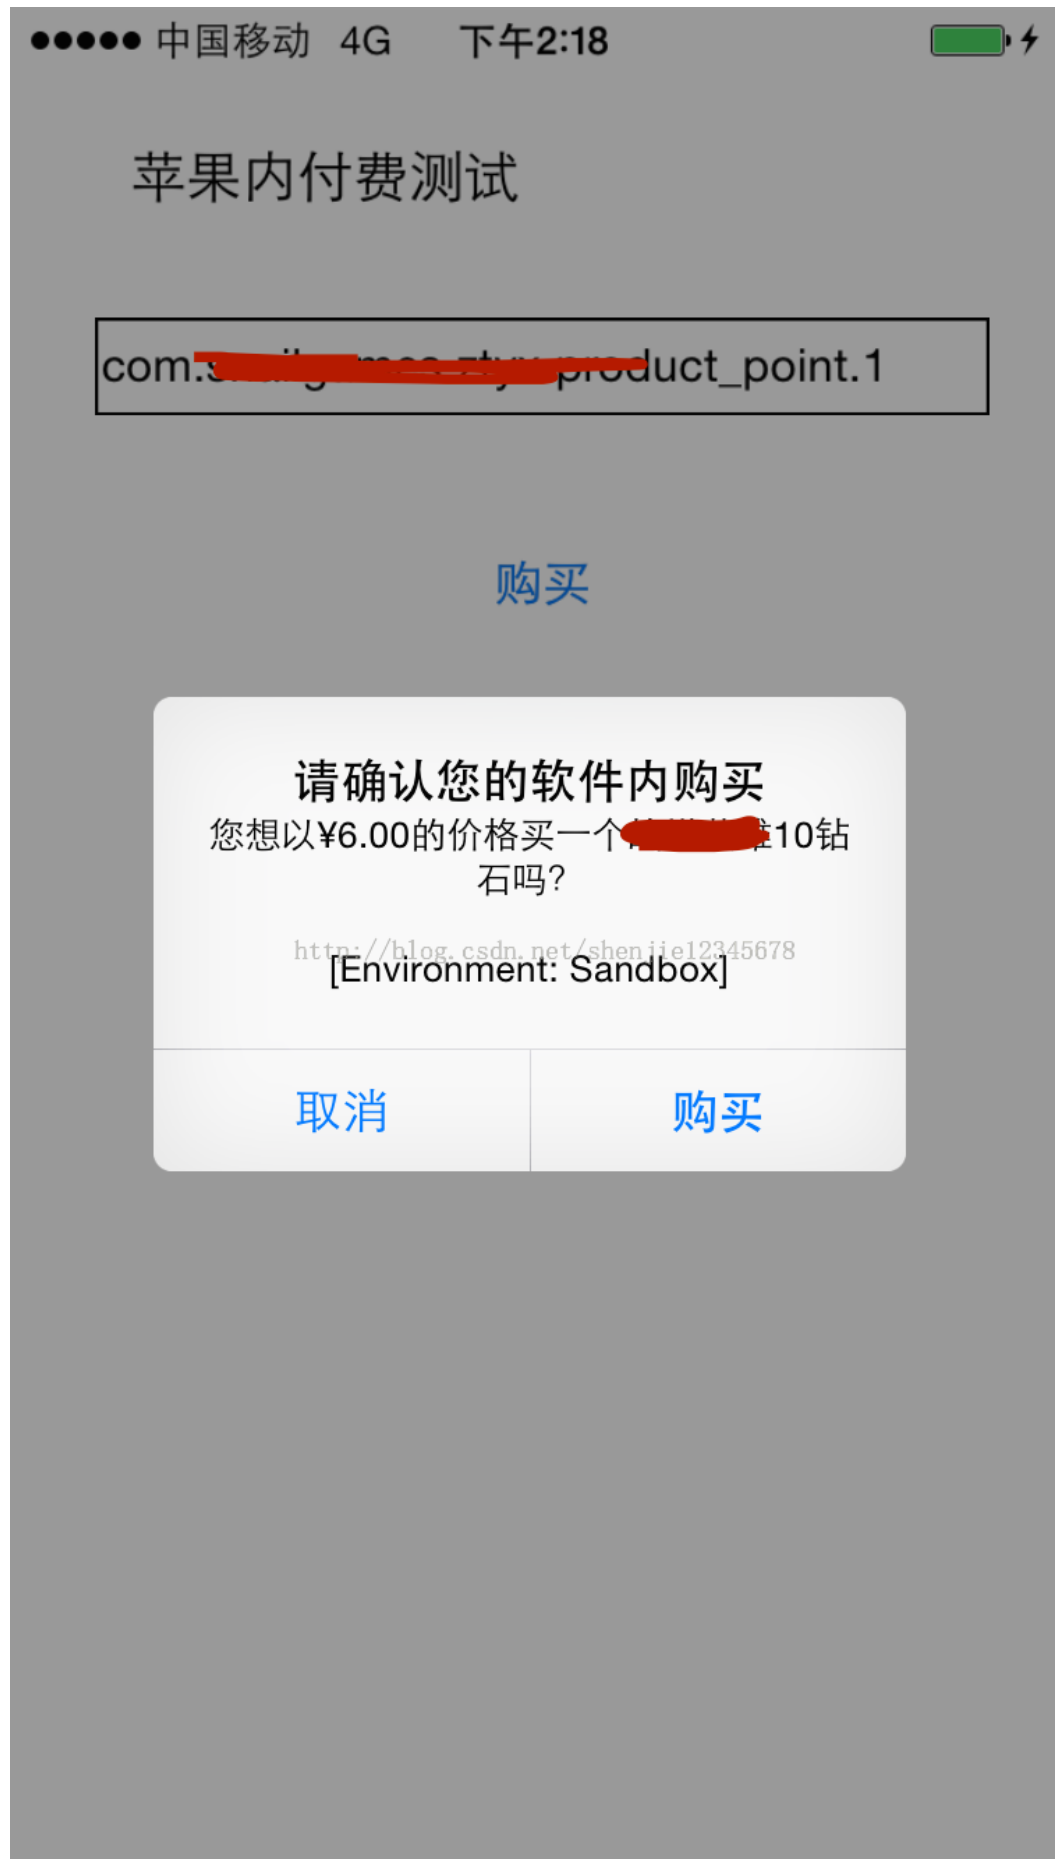 中国移动 4G 下午2:18
苹果内付费测试
com. product_point.1
购买
请确认您的软件内购买
您想以¥6.00的价格买一个 10钻
石吗?
http://blog.csdn.net/shenjie12345678
[Environment: Sandbox]
取消 购买